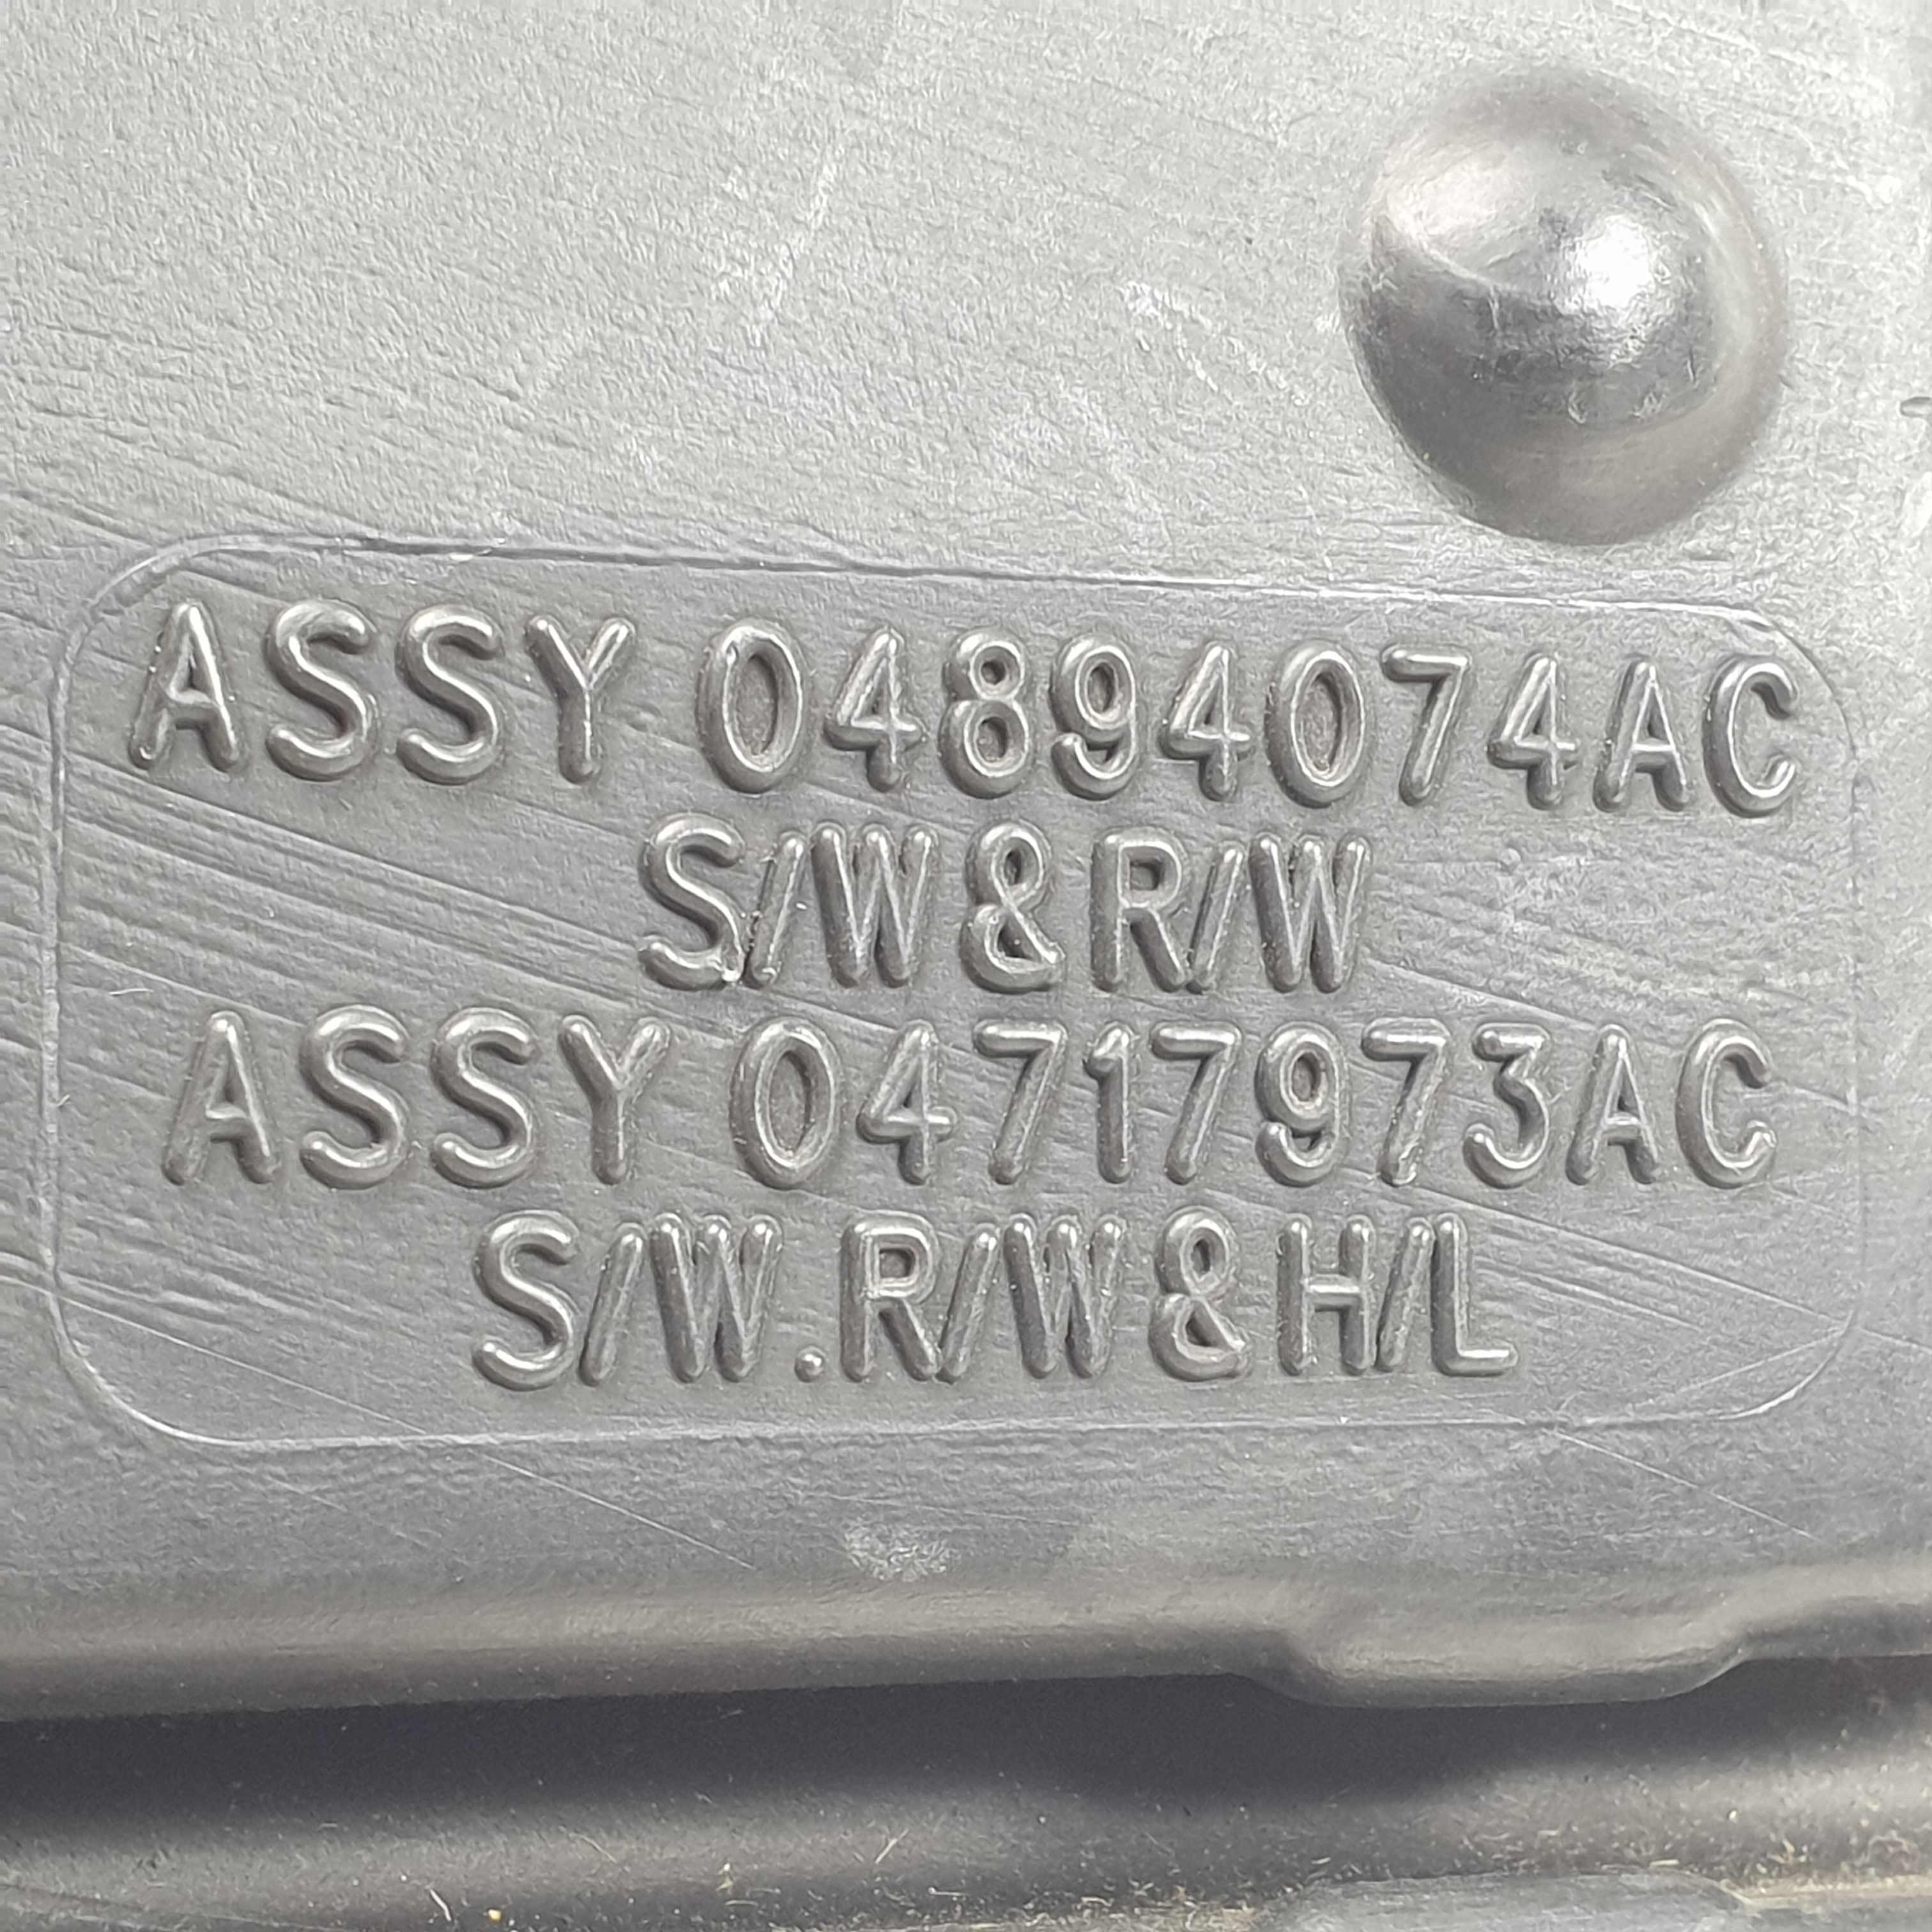 ASSY 04894074AC
S/W & R/W
ASSY 04717973AC
S/W.R/W & H/L